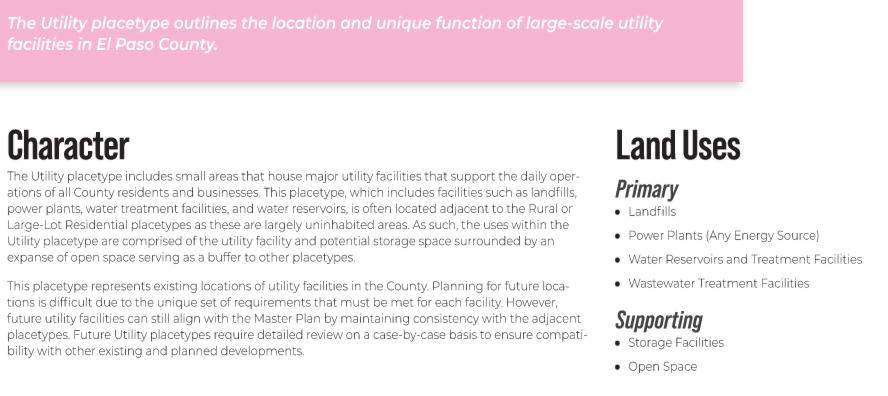 The Utility placetype outlines the location and unique function of large-scale utility
facilities in El Paso County.
Character
The Utility placetype includes small areas that house major utility facilities that support the daily oper-
ations of all County residents and businesses. This placetype, which includes facilities such as landfills,
power plants, water treatment facilities, and water reservoirs, is often located adjacent to the Rural or
Large-Lot Residential placetypes as these are largely uninhabited areas. As such, the uses within the
Utility placetype are comprised of the utility facility and potential storage space surrounded by an
expanse of open space serving as a buffer to other placetypes.
This placetype represents existing locations of utility facilities in the County. Planning for future loca-
tions is difficult due to the unique set of requirements that must be met for each facility. However,
future utility facilities can still align with the Master Plan by maintaining consistency with the adjacent
placetypes. Future Utility placetypes require detailed review on a case-by-case basis to ensure compati-
bility with other existing and planned developments.
Land Uses
Primary
• Landfills
• Power Plants (Any Energy Source)
• Water Reservoirs and Treatment Facilities
• Wastewater Treatment Facilities
Supporting
• Storage Facilities
• Open Space